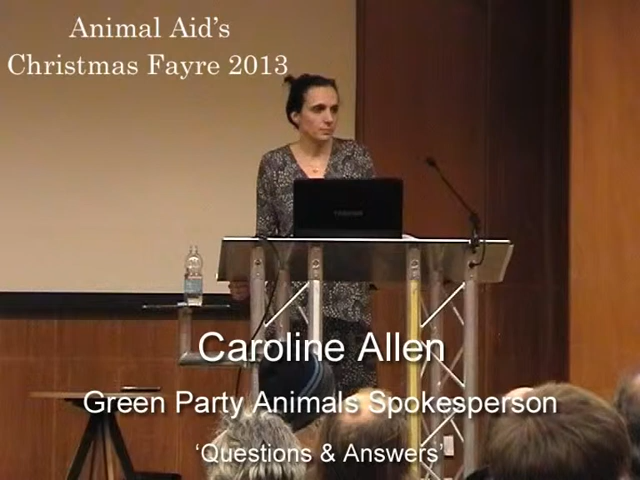 Animal Aid’s
Christmas Fayre 2013
Caroline Allen
Green Party Animals Spokesperson
‘Questions & Answers’